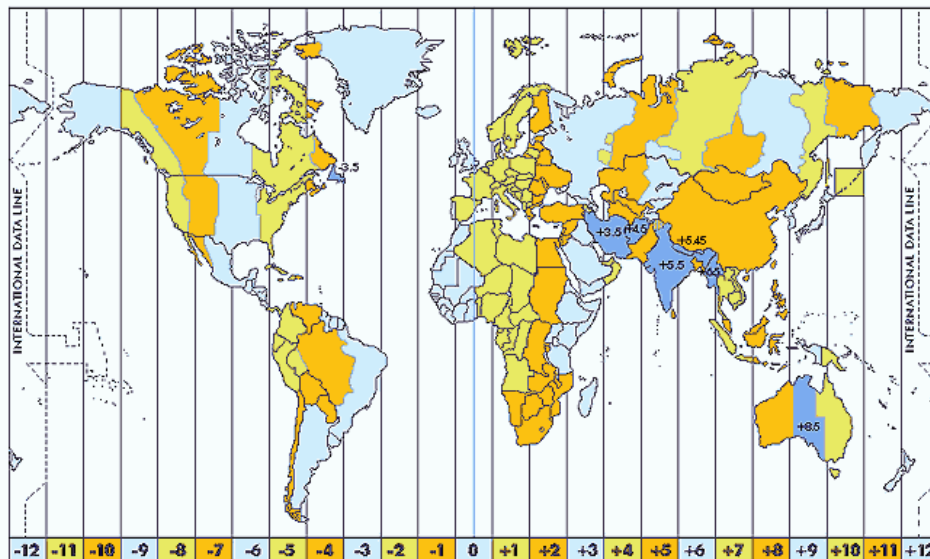 -3.5
+3.5
+4.5
+5.45
+5.5
+6.5
+8.5
INTERNATIONAL DATA LINE
INTERNATIONAL DATA LINE
-12 -11 -10 -9 -8 -7 -6 -5 -4 -3 -2 -1 0 +1 +2 +3 +4 +5 +6 +7 +8 +9 +10 +11